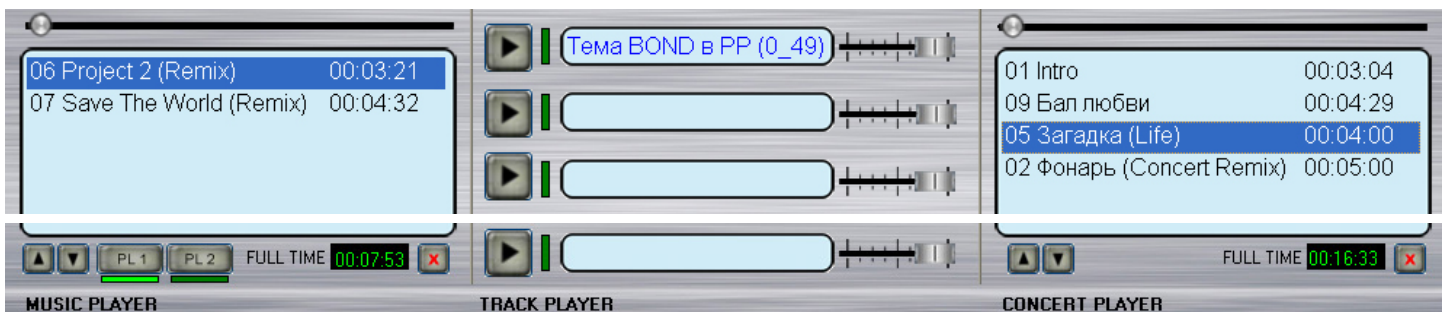 06 Project 2 (Remix) 00:03:21
07 Save The World (Remix) 00:04:32
PL 1 PL 2 FULL TIME 00:07:53 X
MUSIC PLAYER
Тема BOND в PP (0_49)
TRACK PLAYER
01 Intro 00:03:04
09 Бал любви 00:04:29
05 Загадка (Life) 00:04:00
02 Фонарь (Concert Remix) 00:05:00
FULL TIME 00:16:33 X
CONCERT PLAYER